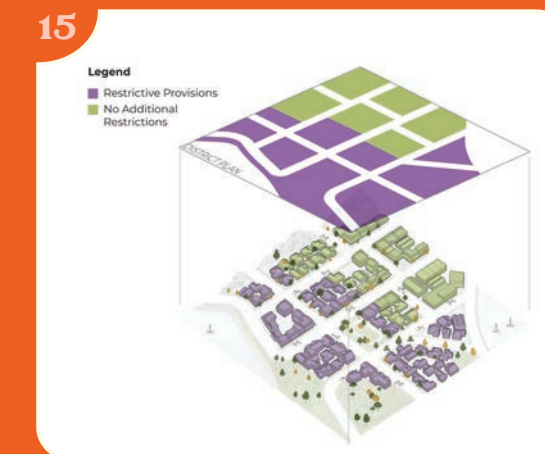 15
Legend
Restrictive Provisions
No Additional
Restrictions
DISTRICT PLAN